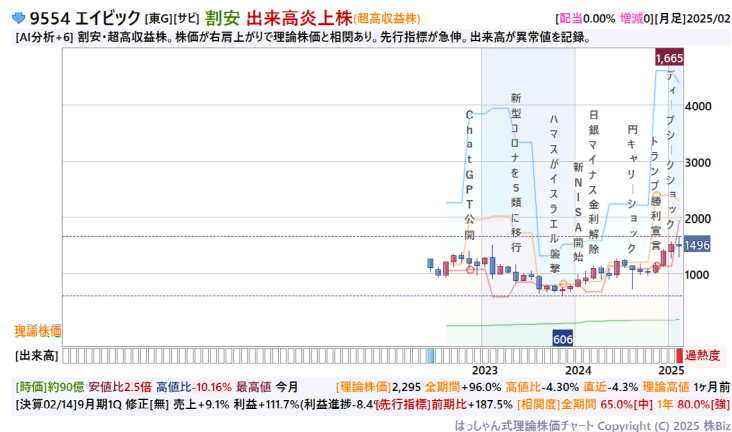 9554 エイビック [東G][サビ] 割安 出来高炎上株(超高収益株) [配当0.00% 増減0][月足]2025/02
[AI分析+6] 割安・超高収益株。株価が右肩上がりで理論株価と相関あり。先行指標が急伸。出来高が異常値を記録。
1,665
ChatGPT公開
新型コロナを5類に移行
ハマスがイスラエル襲撃
新NISA開始
日銀マイナス金利解除
円キャリーショック
トランプ勝利宣言
ディープシークショック
4000
3000
2000
1496
1000
理論株価
606
[出来高]
過熱度
2023 2024 2025
[時価]約90億 安値比2.5倍 高値比-10.16% 最高値 今月 [理論株価]2,295 全期間+96.0% 高値比-4.30% 直近-4.3% 理論高値 1ヶ月前
[決算02/14]9月期1Q 修正[無] 売上+9.1% 利益+111.7%(利益進捗-8.4%[先行指標]前期比+187.5% [相関度]全期間 65.0%[中] 1年 80.0%[強]
はっしゃん式理論株価チャート Copyright (C) 2025 株Biz